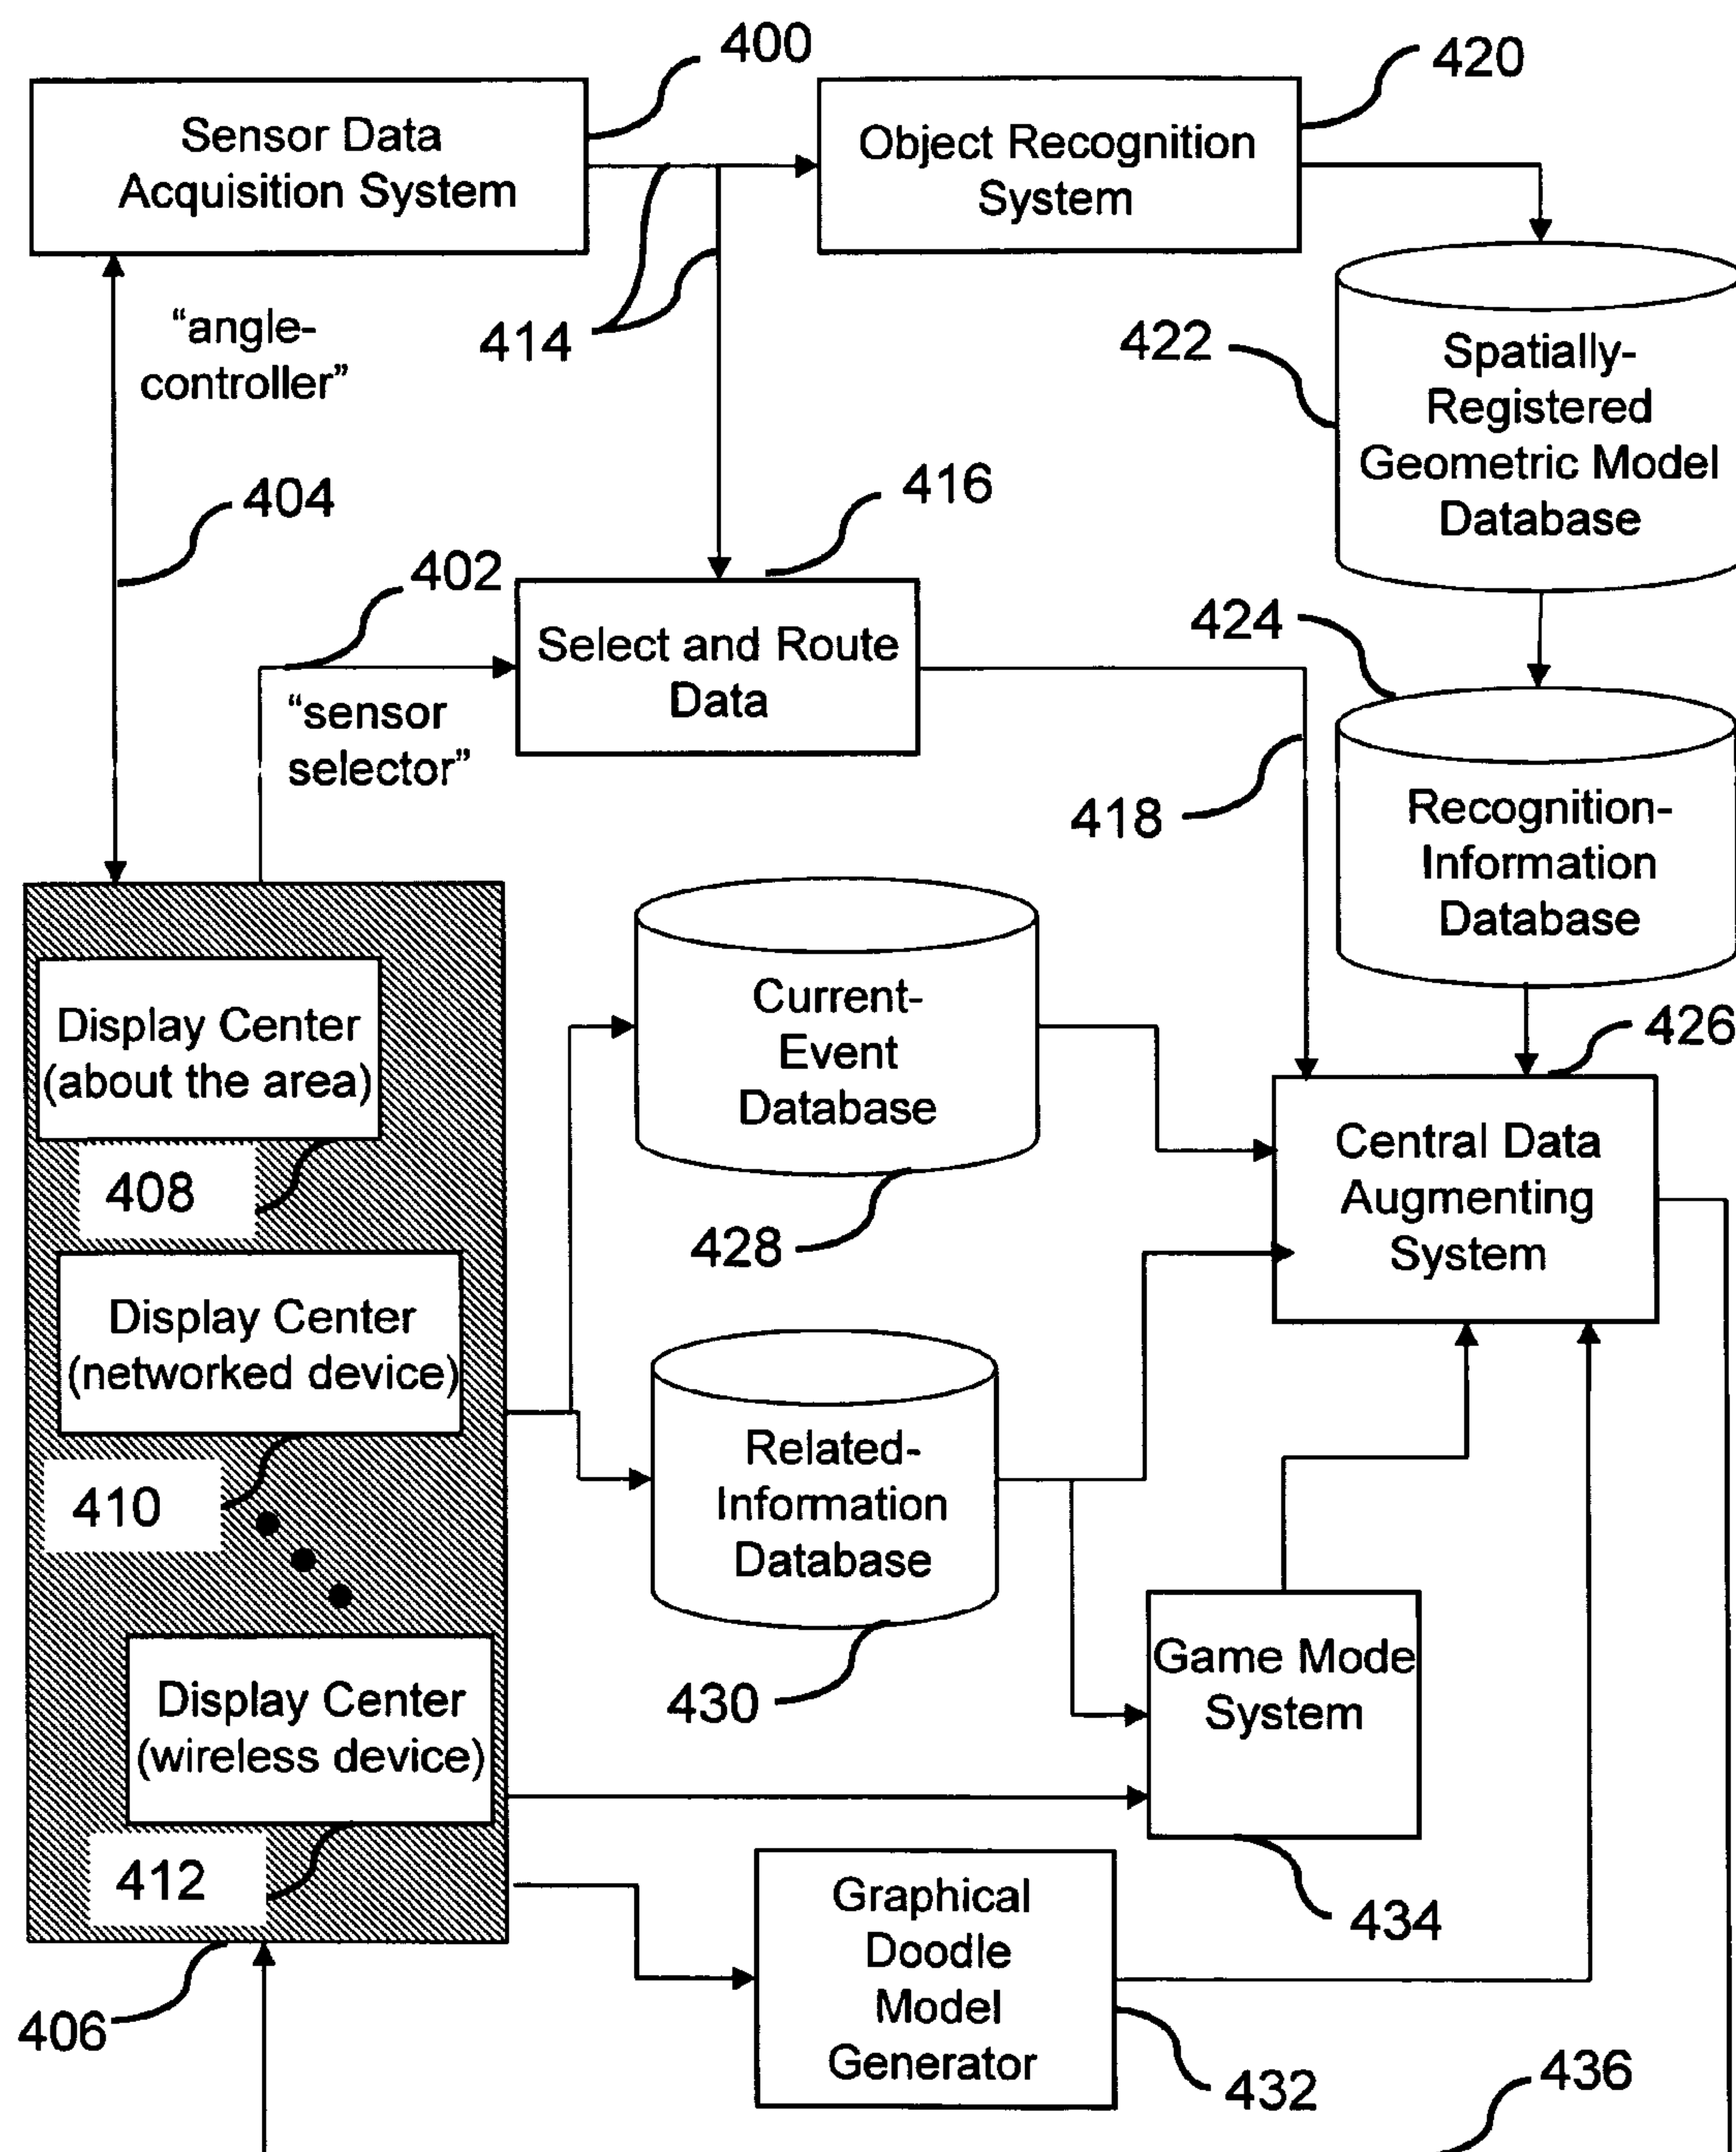 400
420
Sensor Data
Acquisition System
Object Recognition
System
“angle-
controller”
414
422
Spatially-
Registered
Geometric Model
Database
404
402
416
“sensor
selector”
Select and Route
Data
424
418
Recognition-
Information
Database
426
Display Center
(about the area)
408
Current-
Event
Database
428
Central Data
Augmenting
System
Display Center
(networked device)
410
Related-
Information
Database
430
Game Mode
System
434
Display Center
(wireless device)
412
406
Graphical
Doodle
Model
Generator
432
436